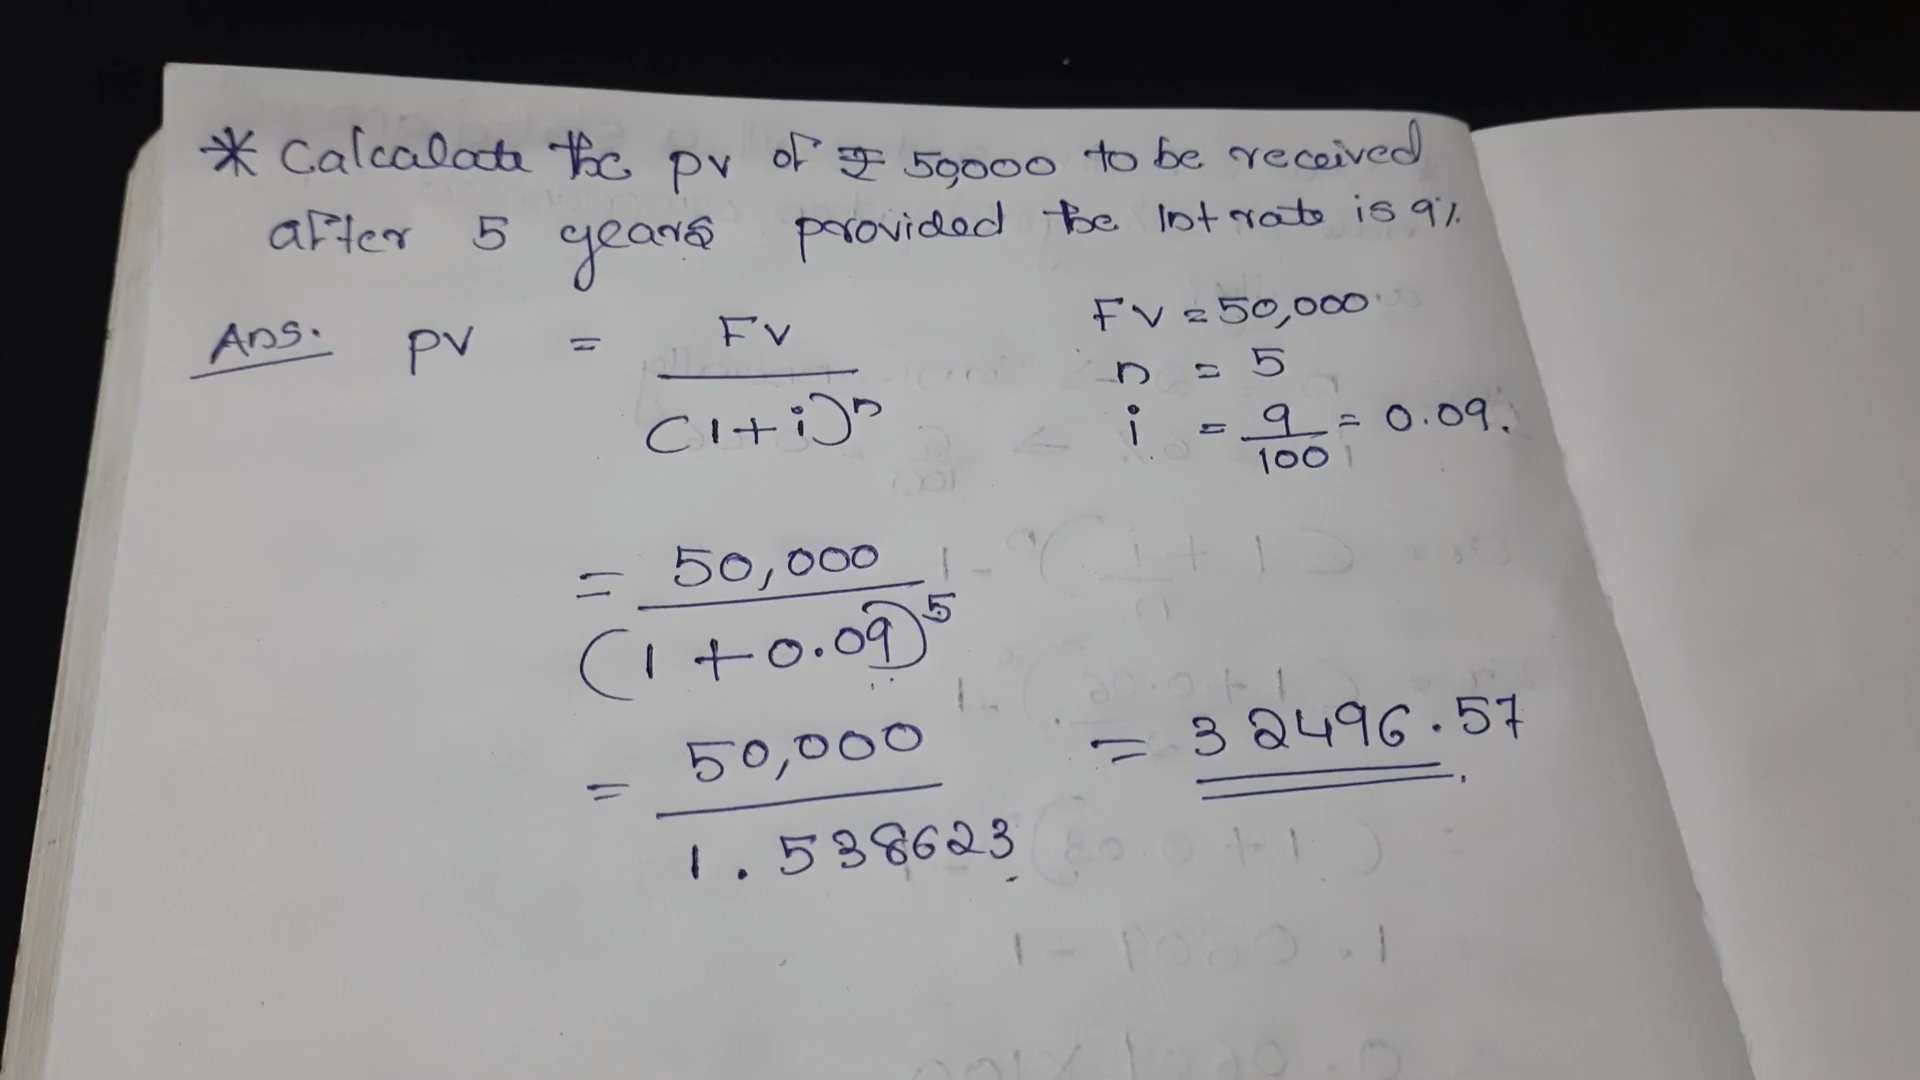 * Calcalate the pv of ₹ 50,000 to be received
after 5 years provided the Int rate is 9%
Ans. pv = FV / (1+i)^n
FV = 50,000
n = 5
i = 9/100 = 0.09.
= 50,000 / (1+0.09)^5
= 50,000 / 1.538623 = 32496.57